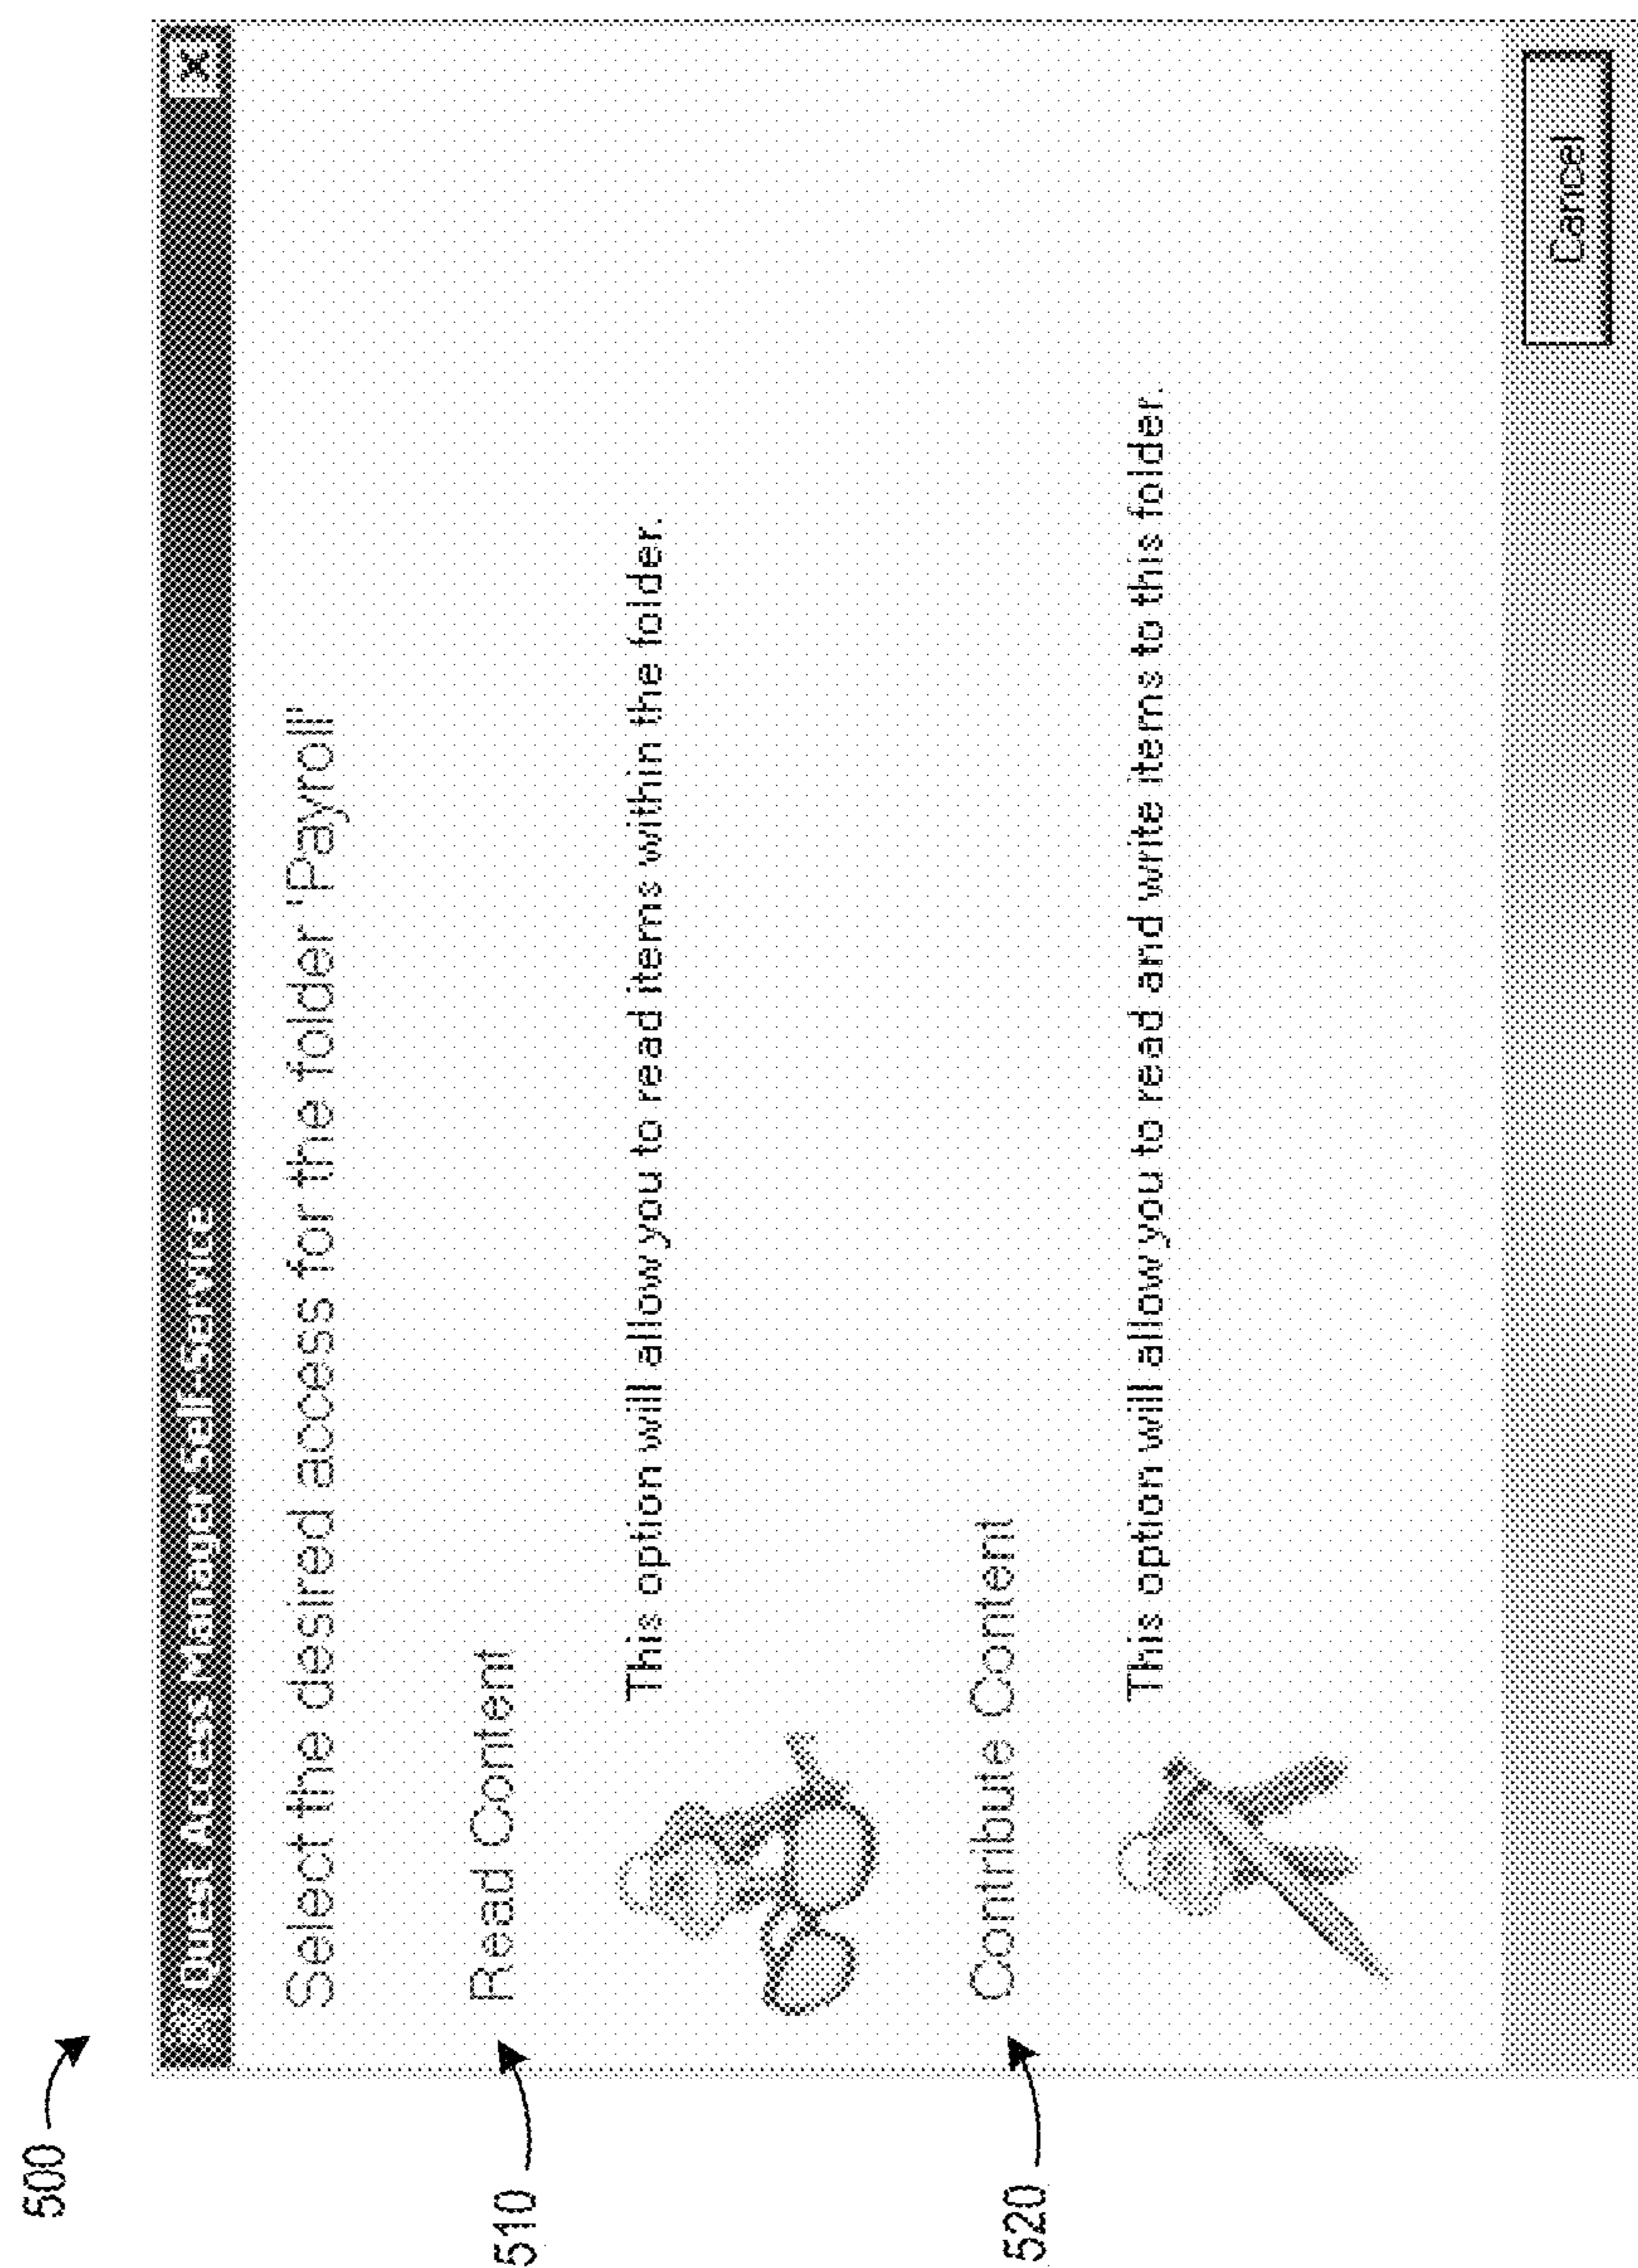 500
Quest Access Manager Self-Service
Select the desired access for the folder 'Payroll'
510
Read Content
This option will allow you to read items within the folder.
520
Contribute Content
This option will allow you to read and write items to this folder.
Cancel